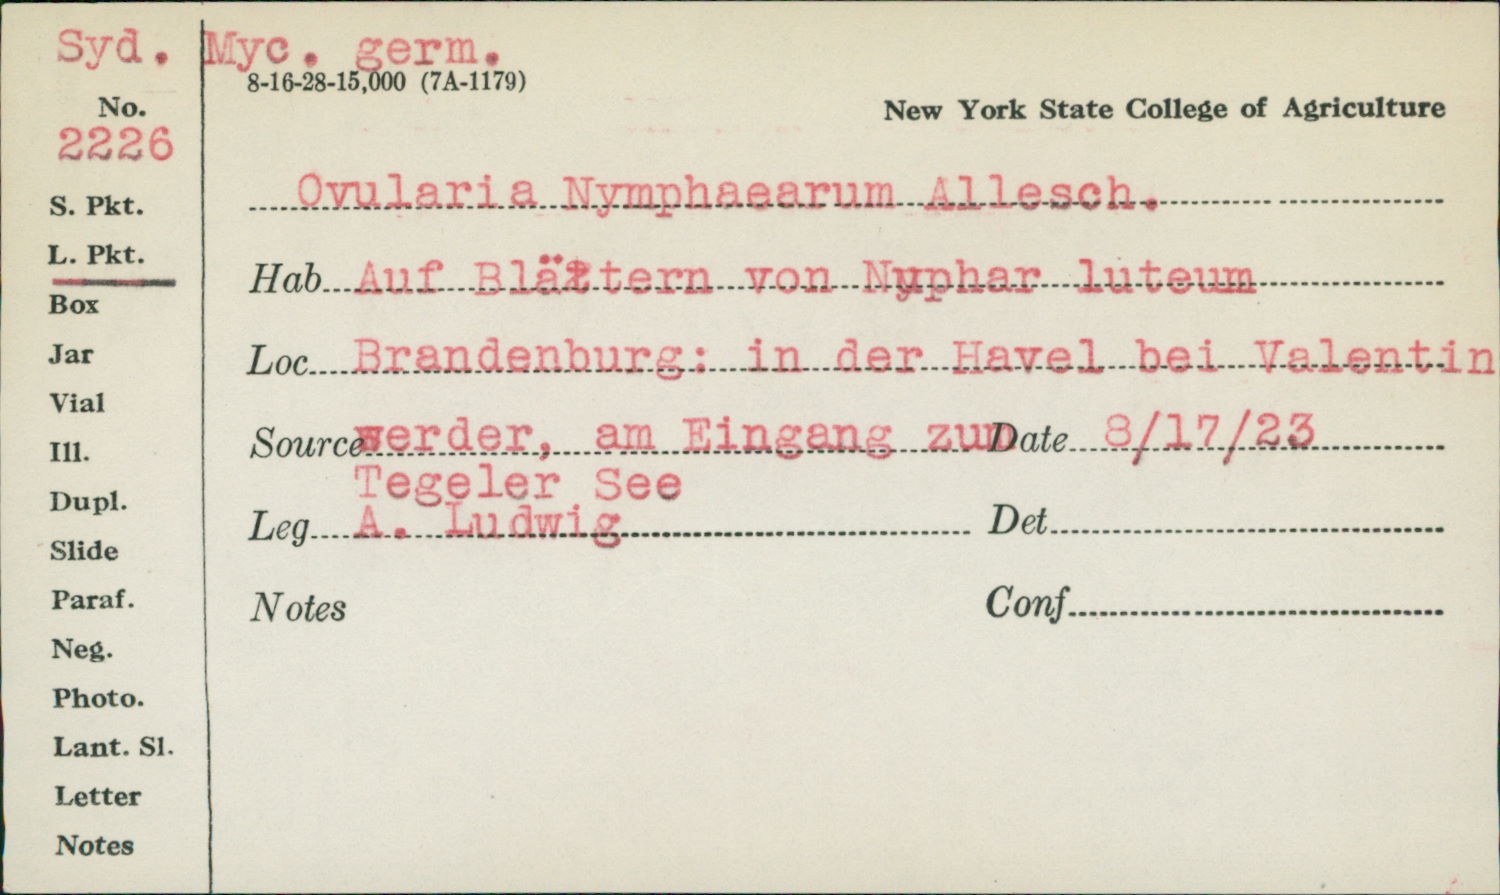 Syd. Myc. germ.
8-16-28-15,000 (7A-1179)
No.
2226
New York State College of Agriculture
Ovularia Nymphaearum Allesch.
Hab. Auf Blättern von Nyphar luteum
Loc. Brandenburg: in der Havel bei Valentin
Source werder, am Eingang zum Date 8/17/23
Tegeler See
Leg. A. Ludwig Det.
Notes Conf.
S. Pkt.
L. Pkt.
Box
Jar
Vial
Ill.
Dupl.
Slide
Paraf.
Neg.
Photo.
Lant. Sl.
Letter
Notes